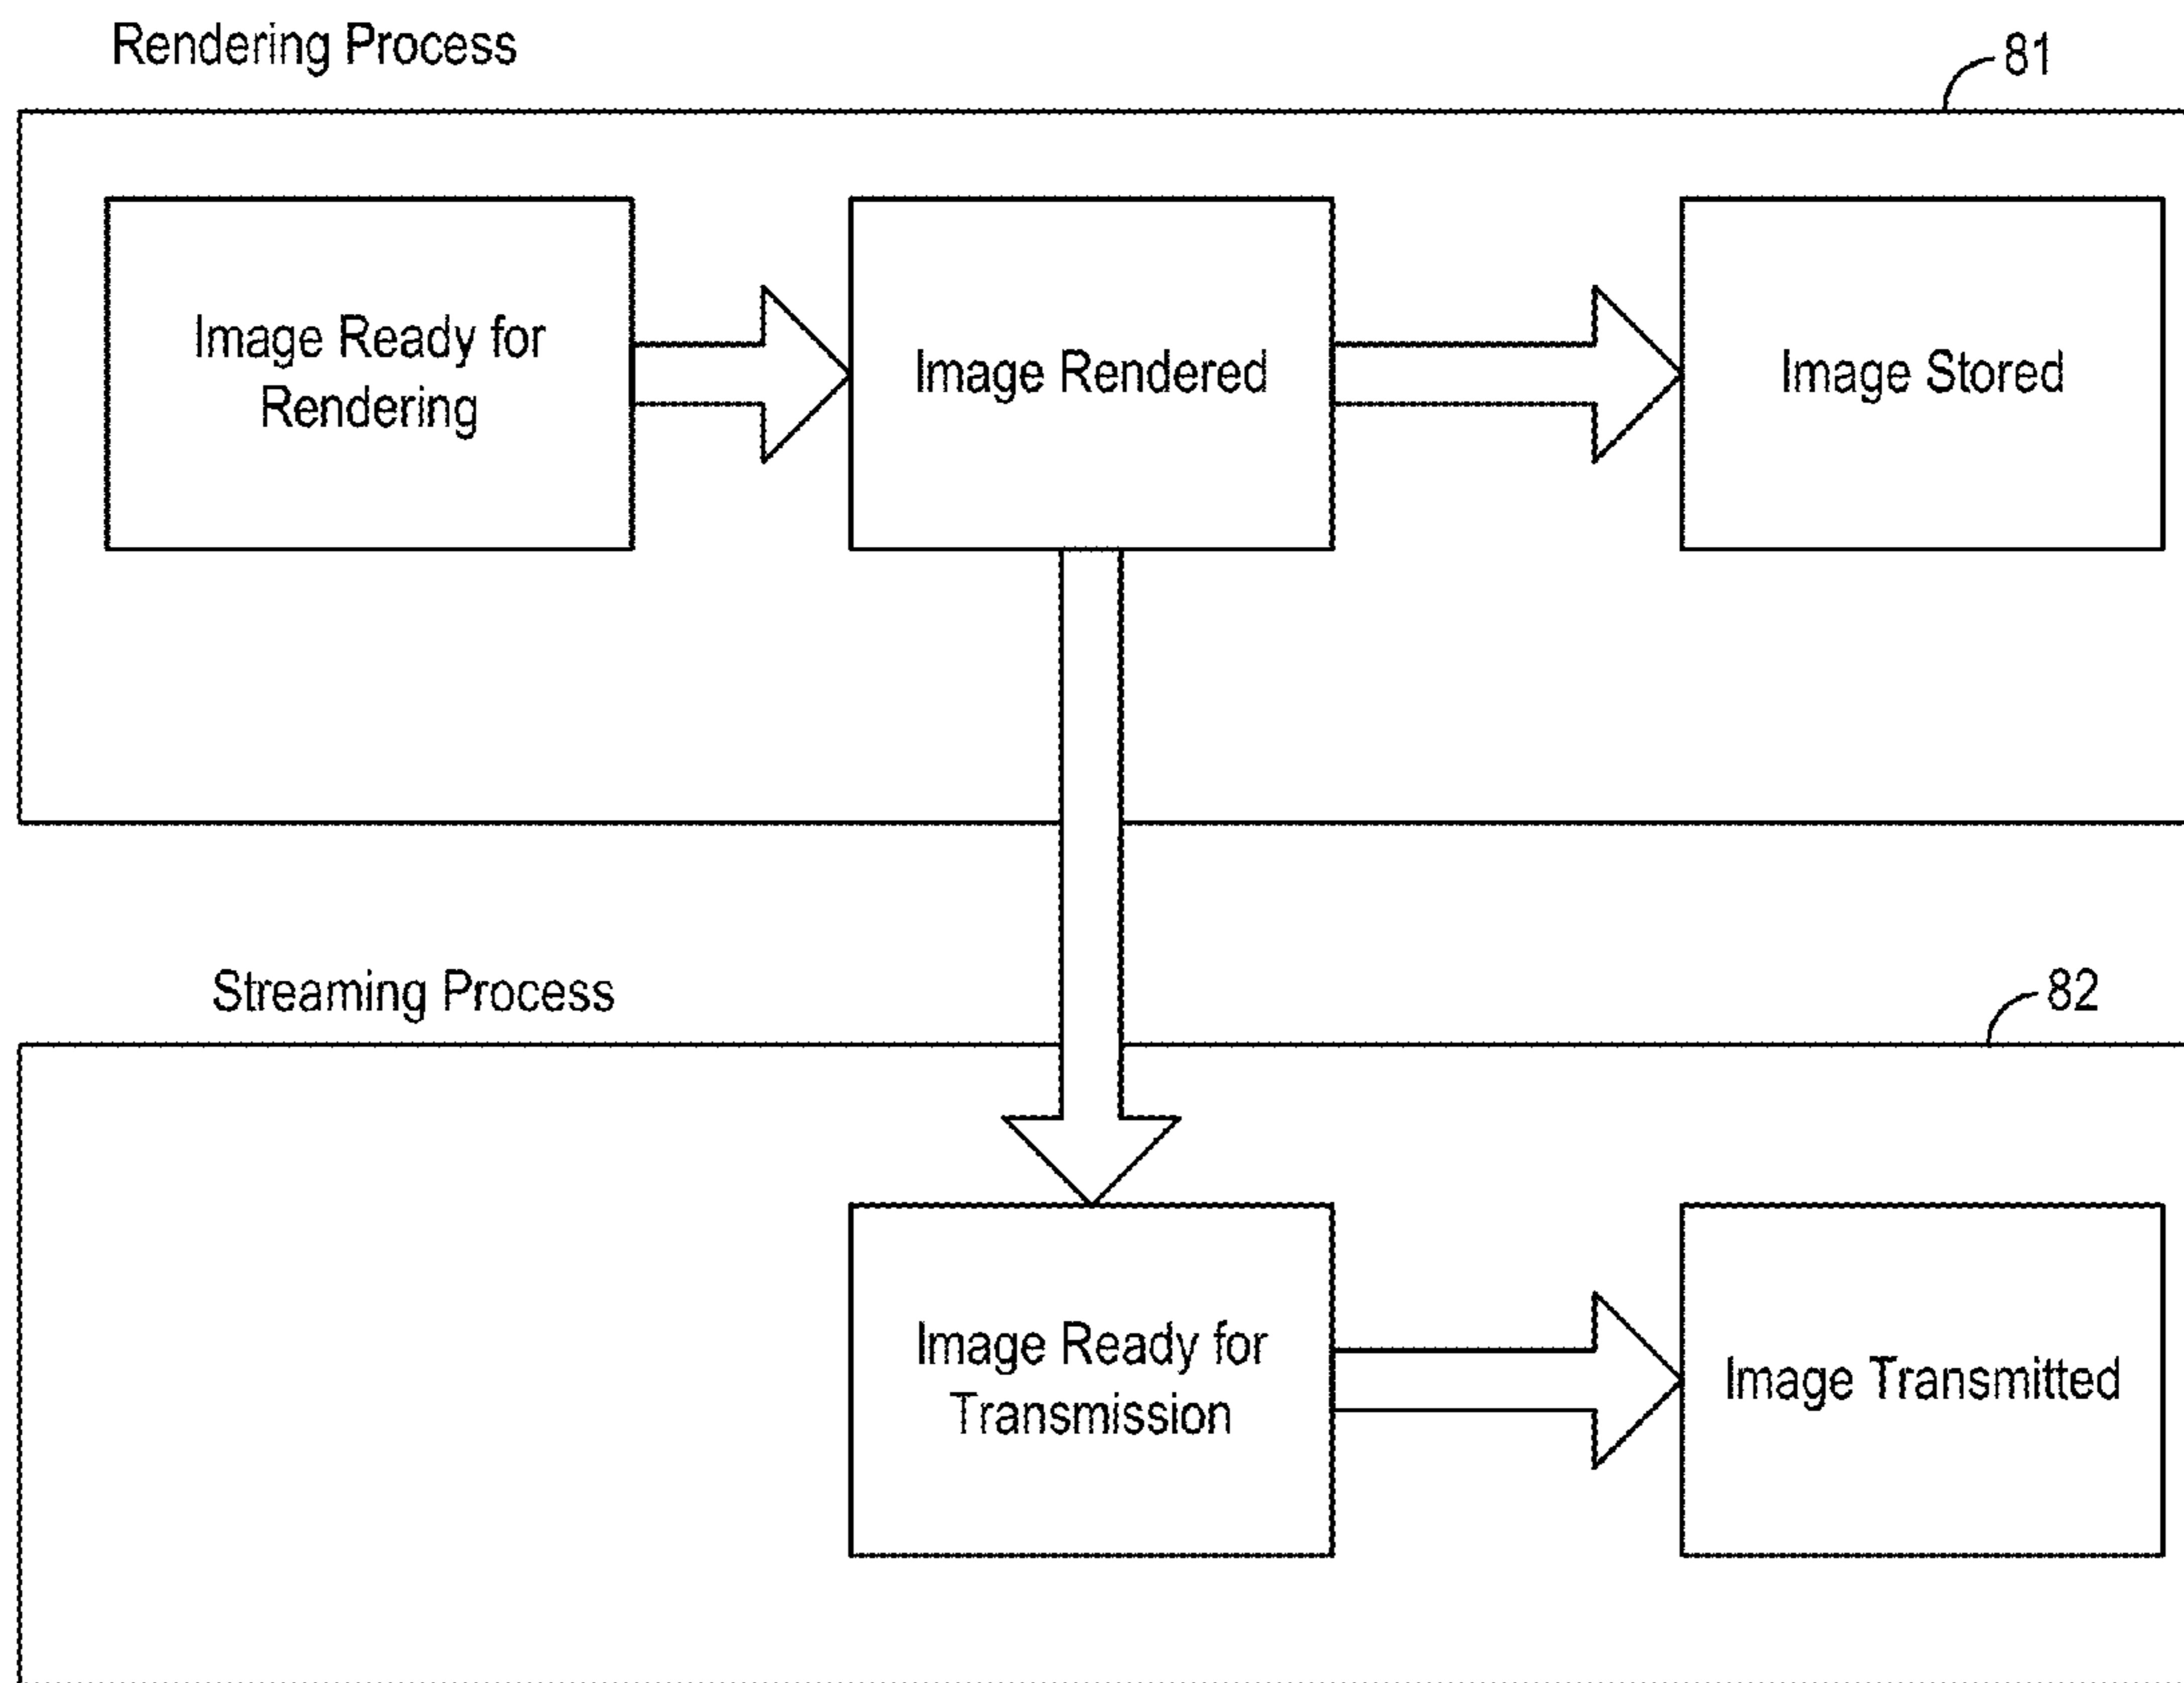 Rendering Process
81
Image Ready for
Rendering
Image Rendered
Image Stored
Streaming Process
82
Image Ready for
Transmission
Image Transmitted